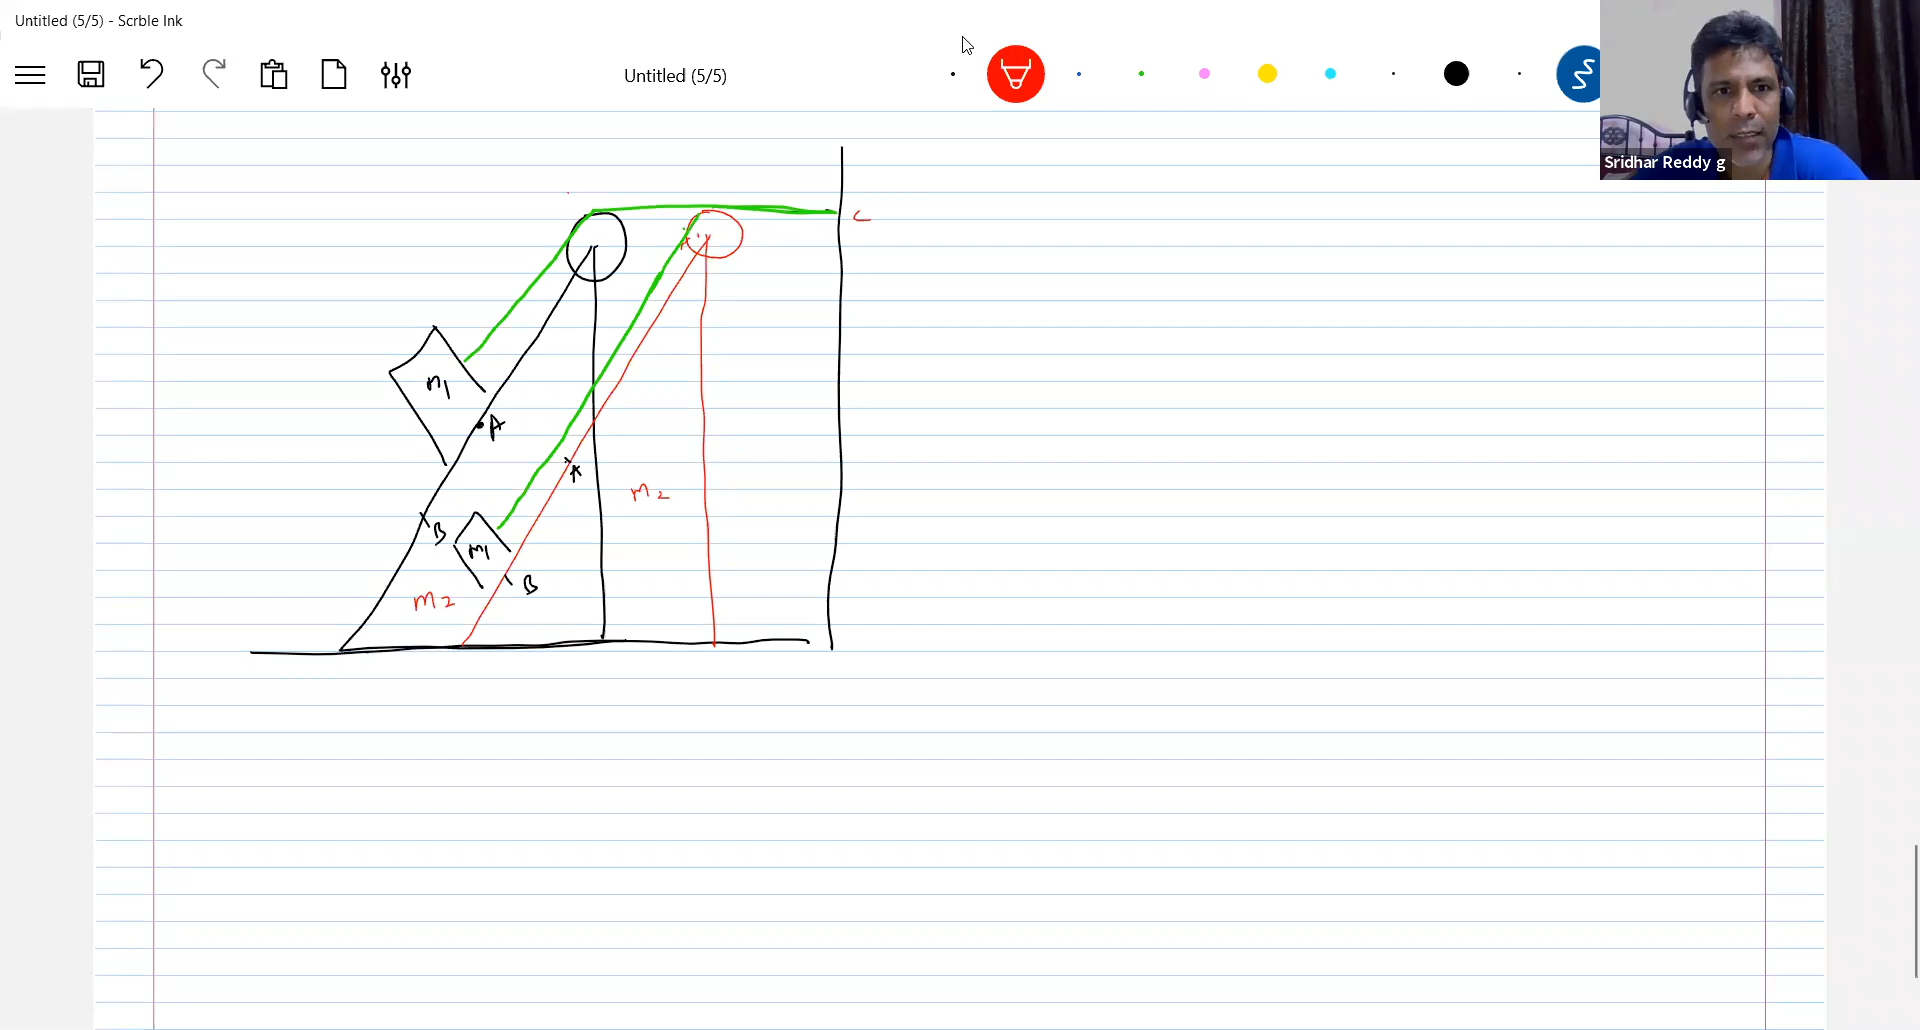 Untitled (5/5) - Scrble Ink
Untitled (5/5)
Sridhar Reddy g
C
m1
A
A
m2
B
m1
B
m2